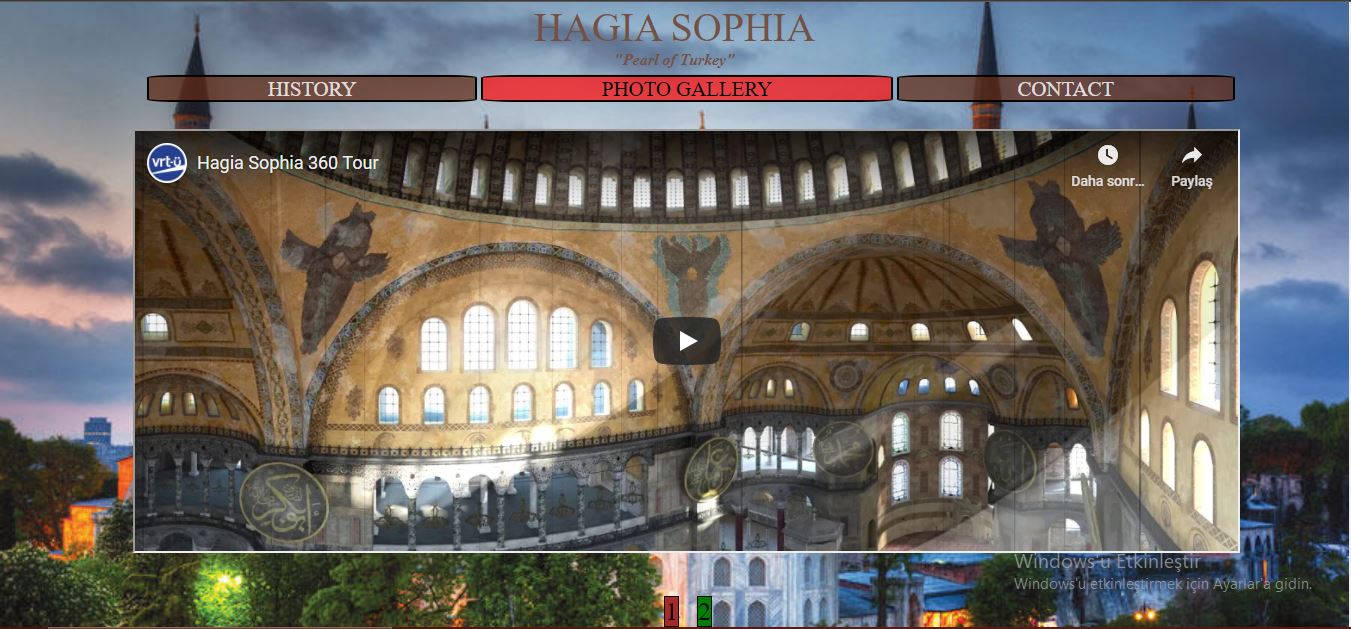 HAGIA SOPHIA
"Pearl of Turkey"
HISTORY
PHOTO GALLERY
CONTACT
vrt-ü
Hagia Sophia 360 Tour
Daha sonr...
Paylaş
Windows'u Etkinleştir
Windows'u etkinleştirmek için Ayarlar'a gidin.
1
2